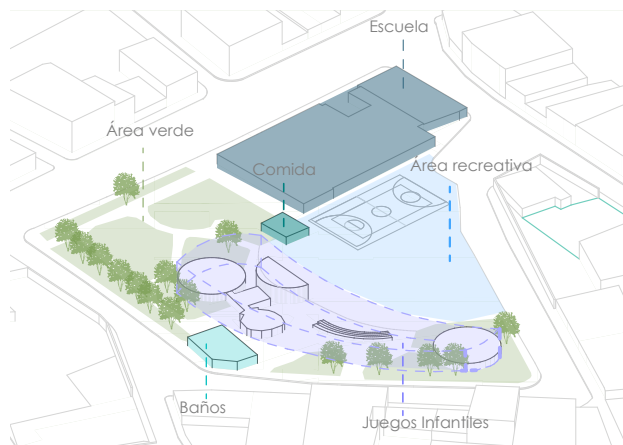 Escuela
Área verde
Comida
Área recreativa
Baños
Juegos Infantiles